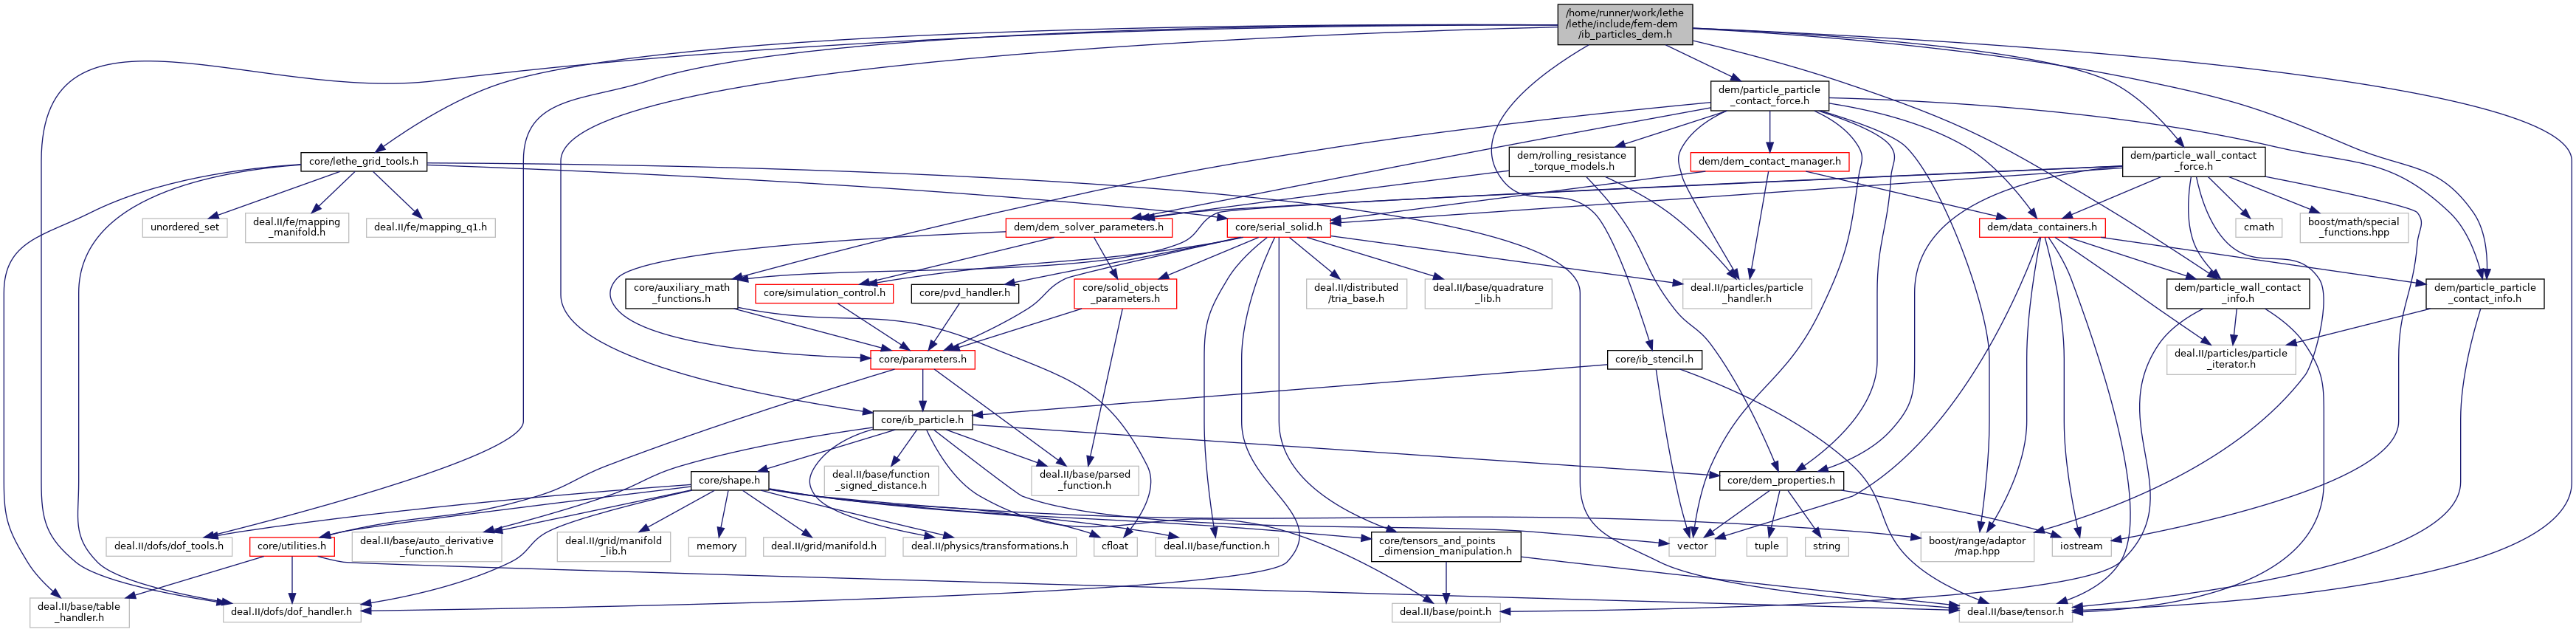 /home/runner/work/lethe
/lethe/include/fem-dem
/ib_particles_dem.h
dem/particle_particle
_contact_force.h
core/lethe_grid_tools.h
dem/rolling_resistance
_torque_models.h
dem/dem_contact_manager.h
dem/particle_wall_contact
_force.h
unordered_set
deal.II/fe/mapping
_manifold.h
deal.II/fe/mapping_q1.h
dem/dem_solver_parameters.h
core/serial_solid.h
dem/data_containers.h
cmath
boost/math/special
_functions.hpp
core/auxiliary_math
_functions.h
core/simulation_control.h
core/pvd_handler.h
core/solid_objects
_parameters.h
deal.II/distributed
/tria_base.h
deal.II/base/quadrature
_lib.h
deal.II/particles/particle
_handler.h
dem/particle_wall_contact
_info.h
dem/particle_particle
_contact_info.h
core/parameters.h
core/ib_stencil.h
deal.II/particles/particle
_iterator.h
core/ib_particle.h
core/shape.h
deal.II/base/function
_signed_distance.h
deal.II/base/parsed
_function.h
core/dem_properties.h
deal.II/dofs/dof_tools.h
core/utilities.h
deal.II/base/auto_derivative
_function.h
deal.II/grid/manifold
_lib.h
memory
deal.II/grid/manifold.h
deal.II/physics/transformations.h
cfloat
deal.II/base/function.h
core/tensors_and_points
_dimension_manipulation.h
vector
tuple
string
boost/range/adaptor
/map.hpp
iostream
deal.II/base/table
_handler.h
deal.II/dofs/dof_handler.h
deal.II/base/point.h
deal.II/base/tensor.h